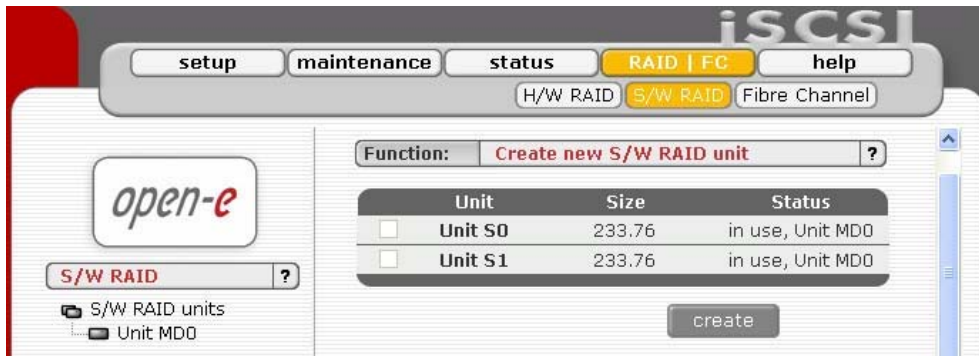 iSCSI
setup maintenance status RAID | FC help
H/W RAID S/W RAID Fibre Channel
open-e
S/W RAID ?
S/W RAID units
Unit MD0
Function: Create new S/W RAID unit ?
Unit Size Status
Unit S0 233.76 in use, Unit MD0
Unit S1 233.76 in use, Unit MD0
create